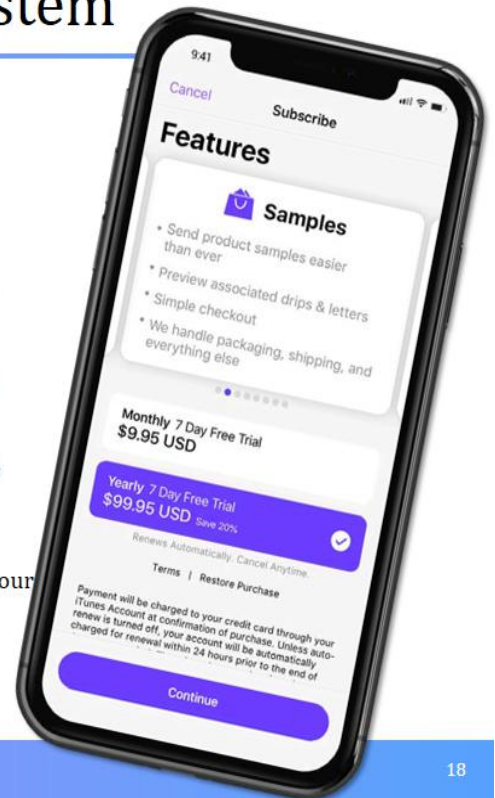 stem
9:41
Cancel
Subscribe
Features
Samples
• Send product samples easier
than ever
• Preview associated drips & letters
• Simple checkout
• We handle packaging, shipping, and
everything else
Monthly 7 Day Free Trial
$9.95 USD
Yearly 7 Day Free Trial
$99.95 USD Save 20%
Renews Automatically. Cancel Anytime.
Terms | Restore Purchase
our
Payment will be charged to your credit card through your
iTunes Account at confirmation of purchase. Unless auto-
renew is turned off, your account will be automatically
charged for renewal within 24 hours prior to the end of
Continue
18